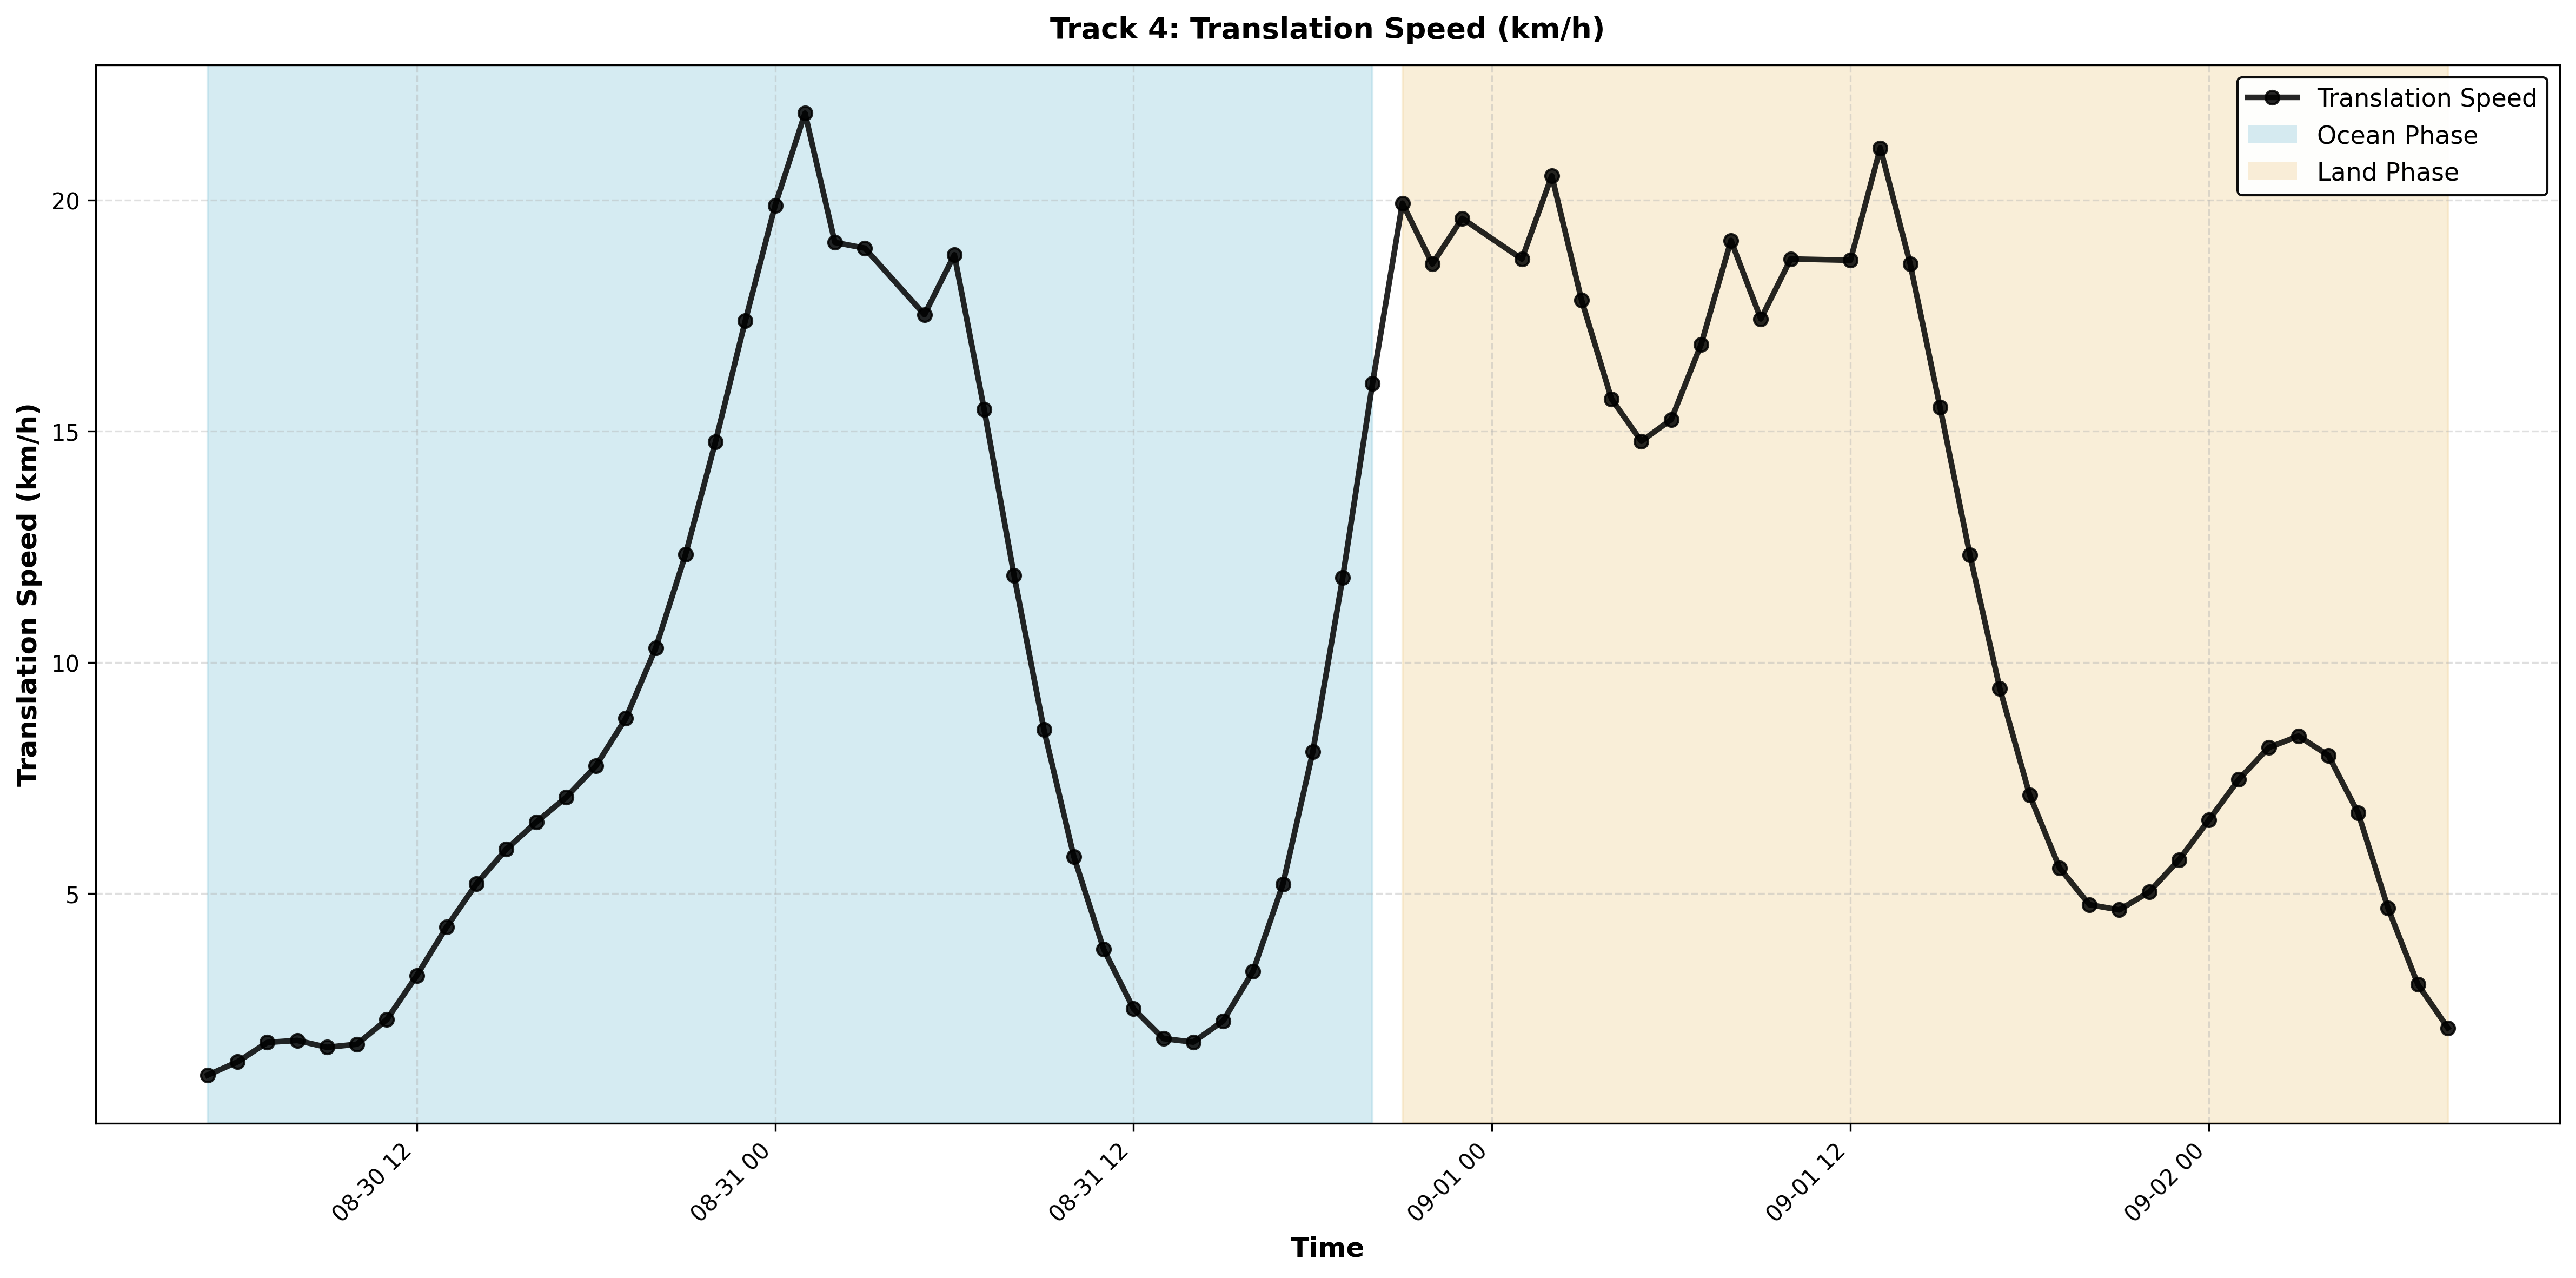 Track 4: Translation Speed (km/h)
Translation Speed
Ocean Phase
Land Phase
Translation Speed (km/h)
20
15
10
5
08-30 12
08-31 00
08-31 12
09-01 00
09-01 12
09-02 00
Time